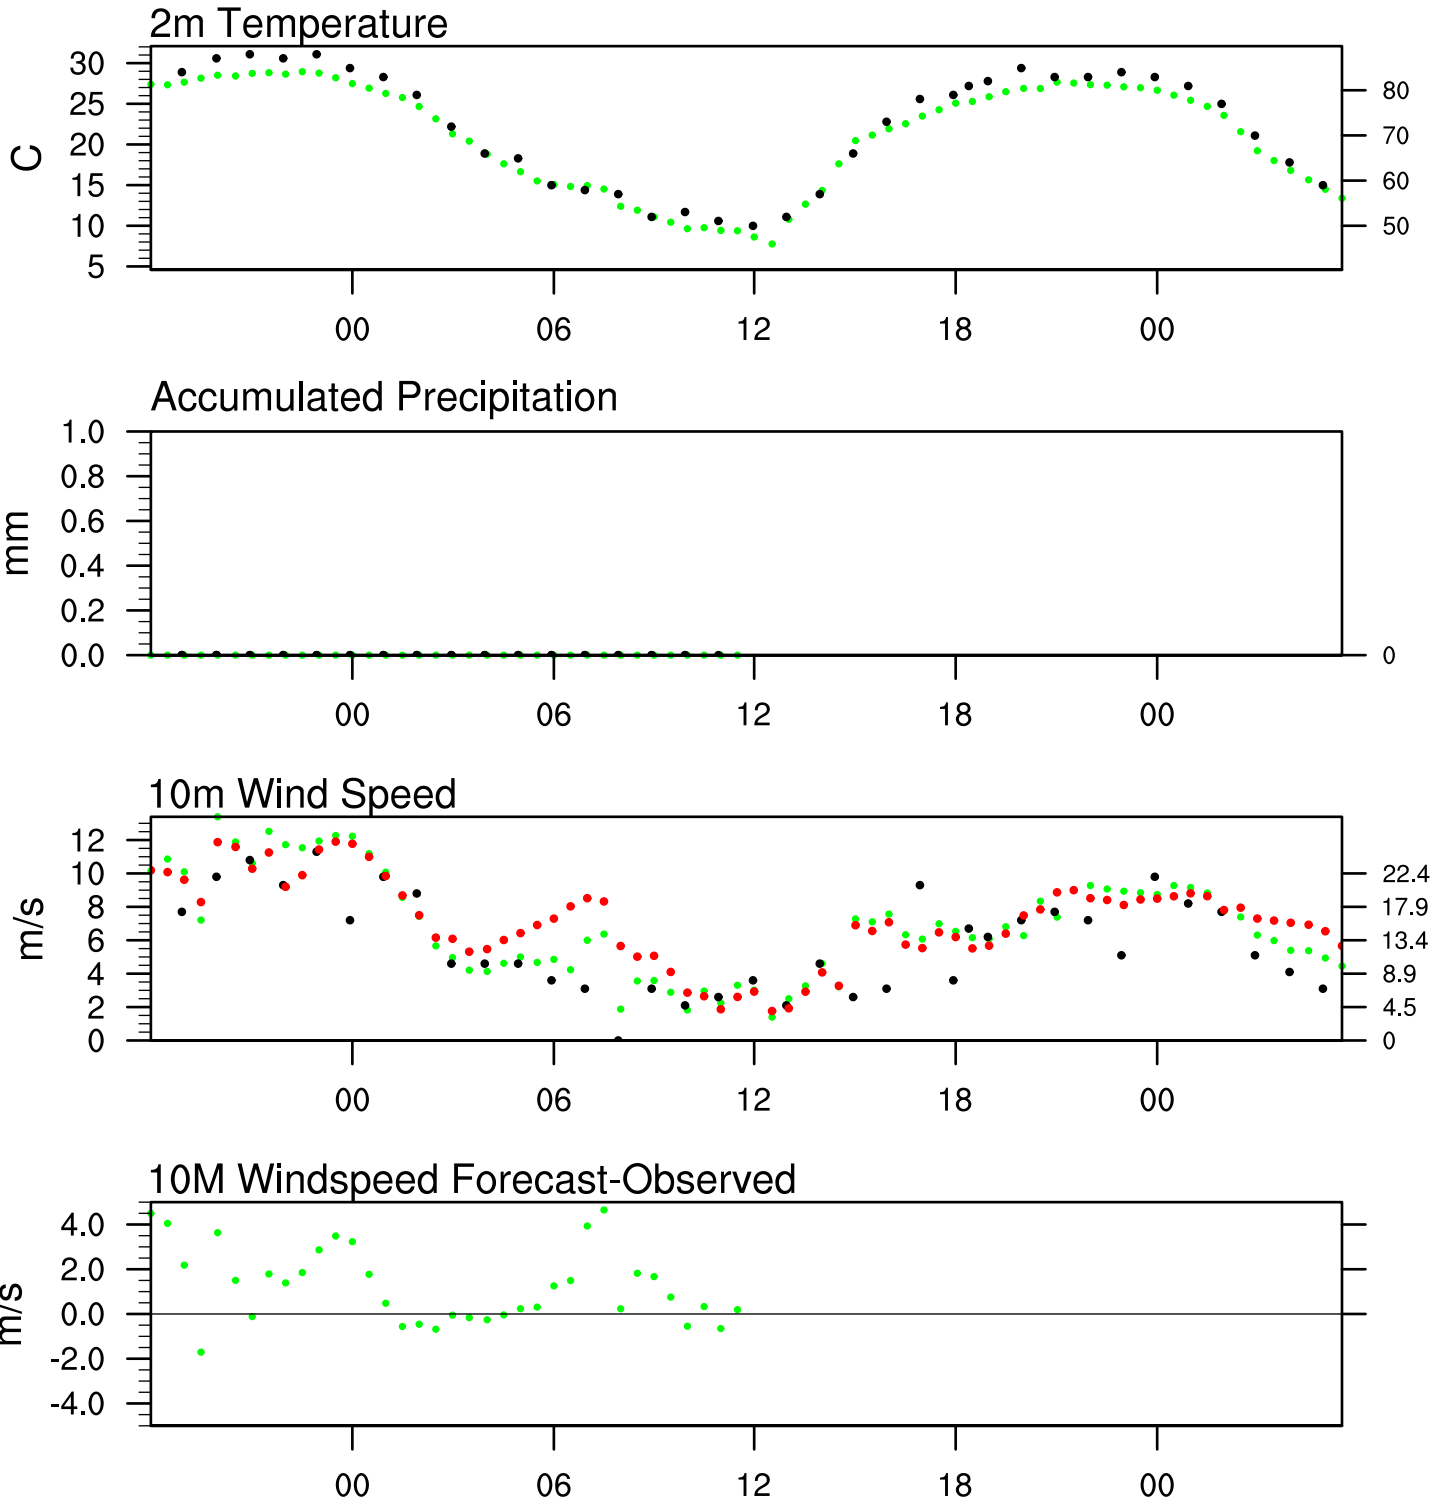 2m Temperature
30
25
20
15
10
5
C
80
70
60
50
00 06 12 18 00
Accumulated Precipitation
1.0
0.8
0.6
0.4
0.2
0.0
mm
0
00 06 12 18 00
10m Wind Speed
12
10
8
6
4
2
0
m/s
22.4
17.9
13.4
8.9
4.5
0
00 06 12 18 00
10M Windspeed Forecast-Observed
4.0
2.0
0.0
-2.0
-4.0
m/s
00 06 12 18 00